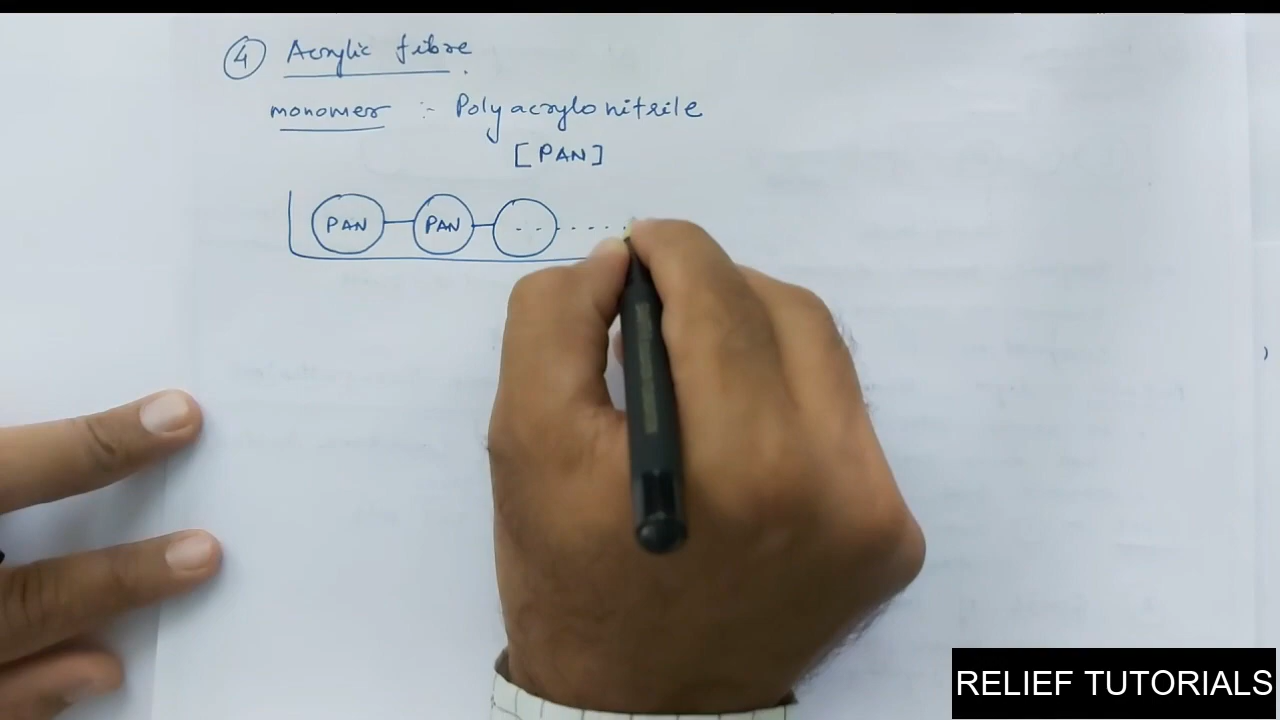 4 Acrylic fibre
monomer :- Polyacrylonitrile
[PAN]
PAN PAN
RELIEF TUTORIALS